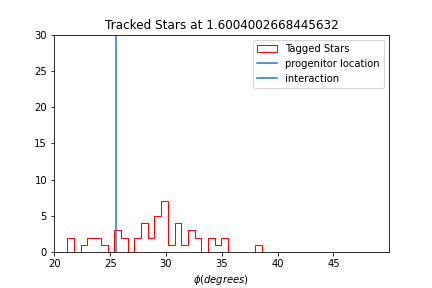 Tracked Stars at 1.6004002668445632
30
25
20
15
10
5
0
20 25 30 35 40 45
ϕ(degrees)
Tagged Stars
progenitor location
interaction